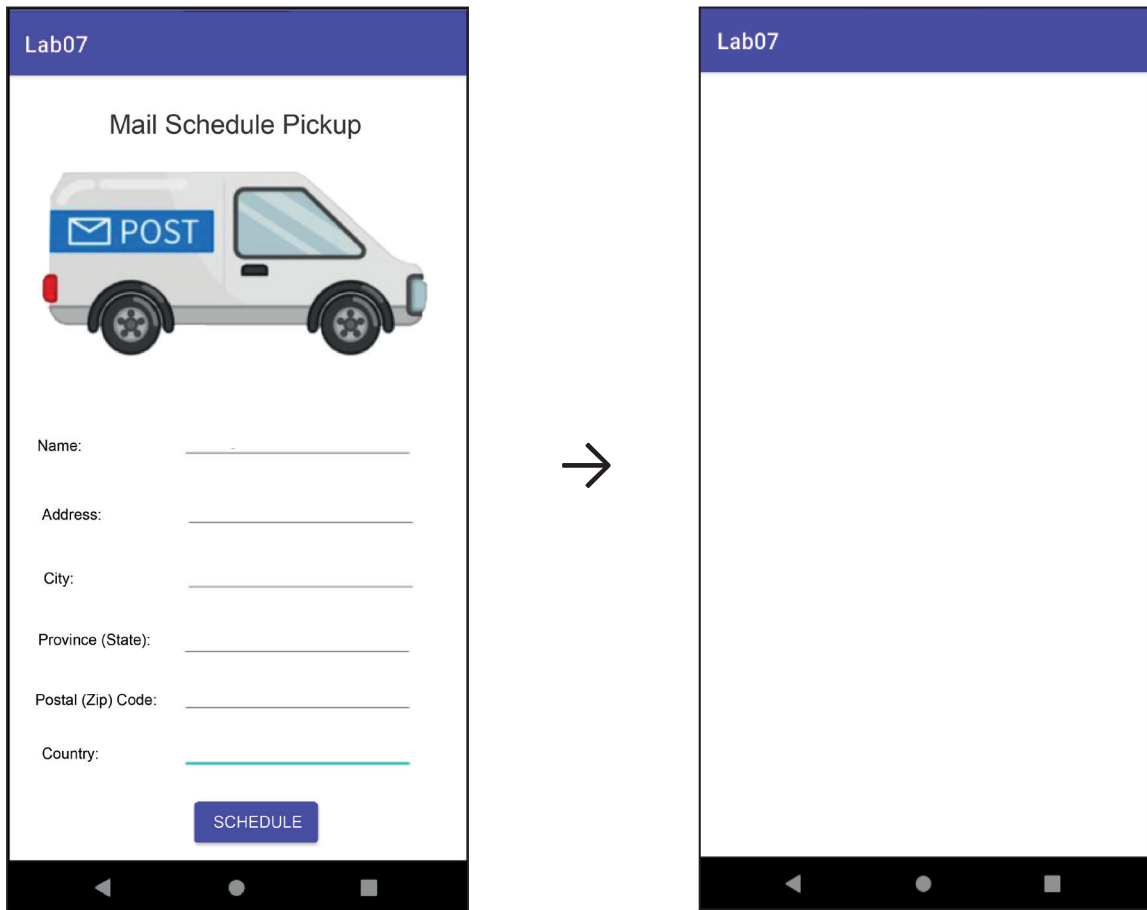 Lab07
Mail Schedule Pickup
POST
Name:
Address:
City:
Province (State):
Postal (Zip) Code:
Country:
SCHEDULE
Lab07